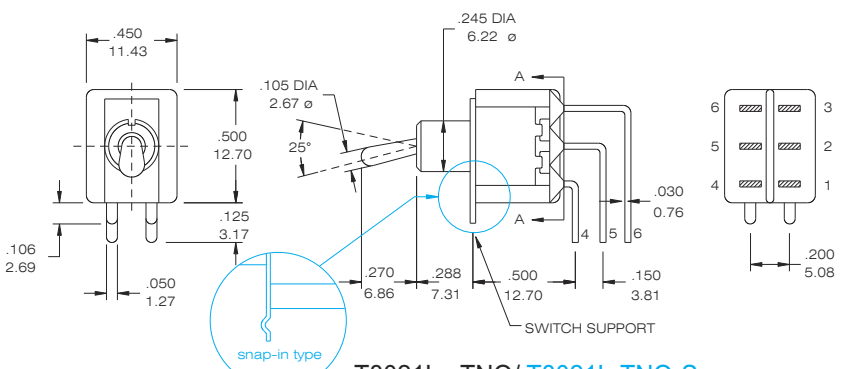 .450
11.43
.500
12.70
.125
3.17
.106
2.69
.050
1.27
.245 DIA
6.22 ø
.105 DIA
2.67 ø
25°
A
A
4 5 6
.030
0.76
.270
6.86
.288
7.31
.500
12.70
.150
3.81
SWITCH SUPPORT
snap-in type
6 3
5 2
4 1
.200
5.08